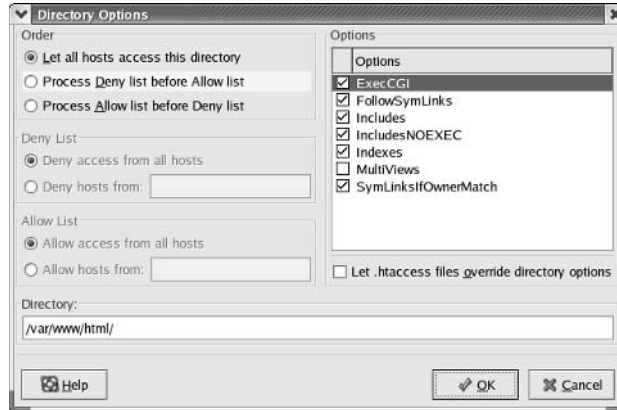 Directory Options
Order
Let all hosts access this directory
Process Deny list before Allow list
Process Allow list before Deny list
Deny List
Deny access from all hosts
Deny hosts from:
Allow List
Allow access from all hosts
Allow hosts from:
Options
Options
ExecCGI
FollowSymLinks
Includes
IncludesNOEXEC
Indexes
MultiViews
SymLinksIfOwnerMatch
Let .htaccess files override directory options
Directory:
/var/www/html/
Help
OK
Cancel